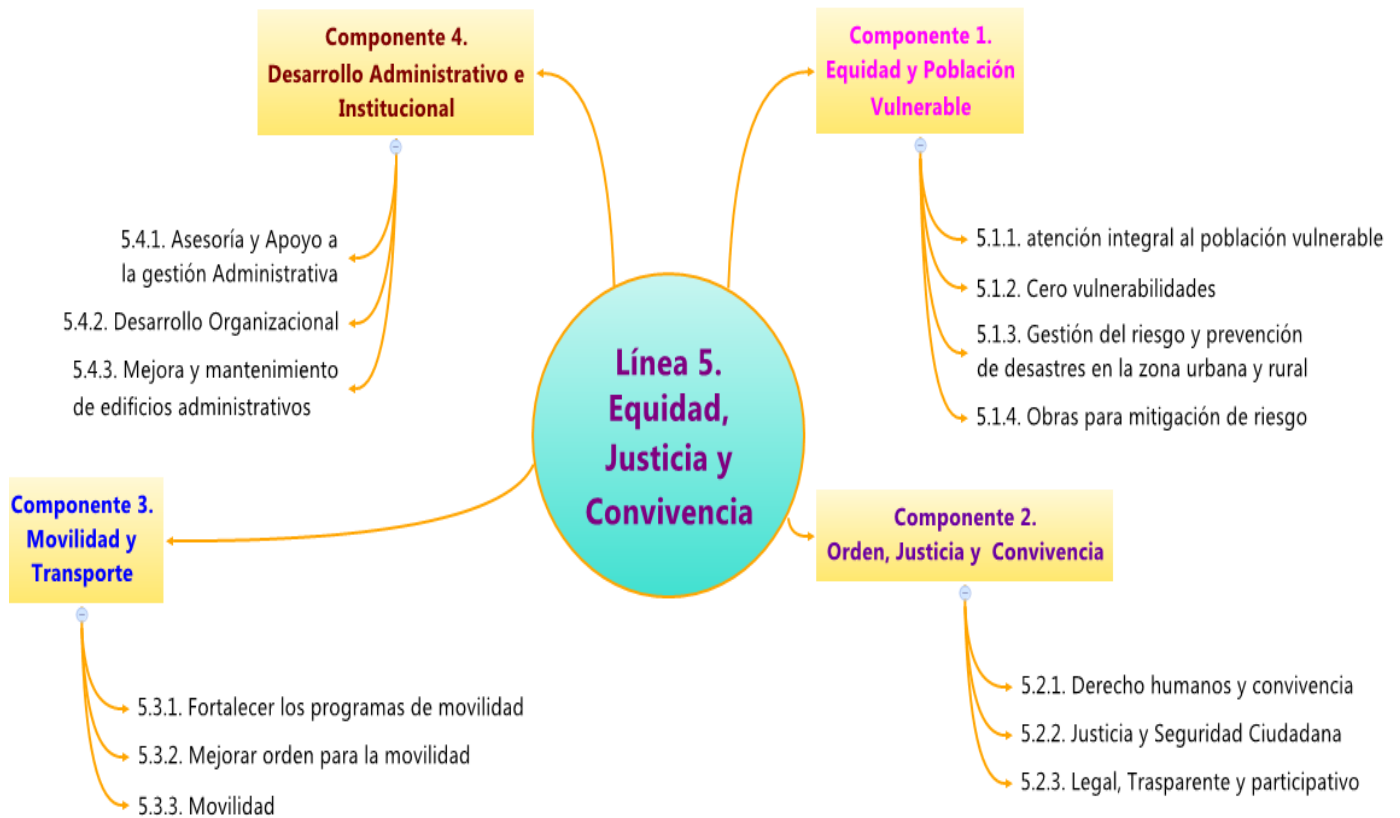 Componente 4.
Desarrollo Administrativo e
Institucional
5.4.1. Asesoría y Apoyo a
la gestión Administrativa
5.4.2. Desarrollo Organizacional
5.4.3. Mejora y mantenimiento
de edificios administrativos
Componente 1.
Equidad y Población
Vulnerable
5.1.1. atención integral al población vulnerable
5.1.2. Cero vulnerabilidades
5.1.3. Gestión del riesgo y prevención
de desastres en la zona urbana y rural
5.1.4. Obras para mitigación de riesgo
Línea 5.
Equidad,
Justicia y
Convivencia
Componente 3.
Movilidad y
Transporte
5.3.1. Fortalecer los programas de movilidad
5.3.2. Mejorar orden para la movilidad
5.3.3. Movilidad
Componente 2.
Orden, Justicia y Convivencia
5.2.1. Derecho humanos y convivencia
5.2.2. Justicia y Seguridad Ciudadana
5.2.3. Legal, Trasparente y participativo